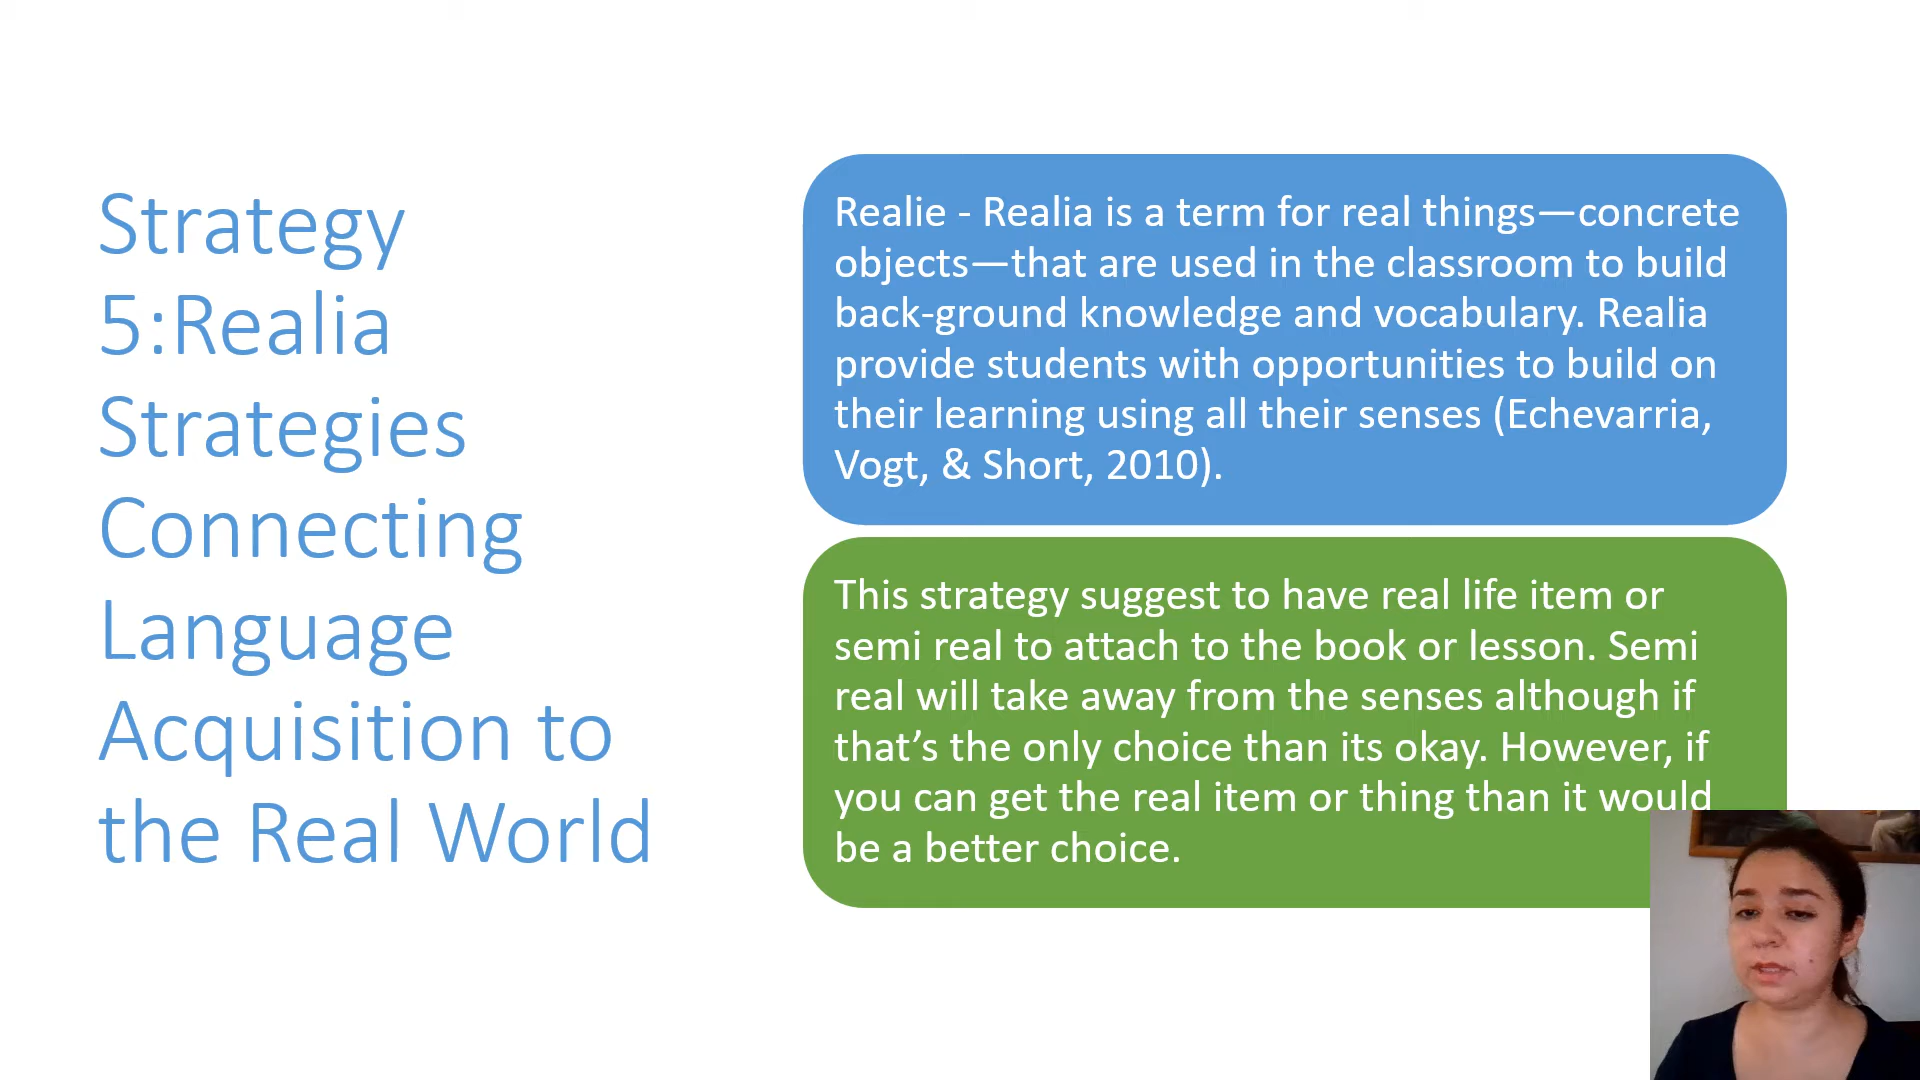 Strategy
5:Realia
Strategies
Connecting
Language
Acquisition to
the Real World
Realie - Realia is a term for real things—concrete
objects—that are used in the classroom to build
back-ground knowledge and vocabulary. Realia
provide students with opportunities to build on
their learning using all their senses (Echevarria,
Vogt, & Short, 2010).
This strategy suggest to have real life item or
semi real to attach to the book or lesson. Semi
real will take away from the senses although if
that’s the only choice than its okay. However, if
you can get the real item or thing than it would
be a better choice.